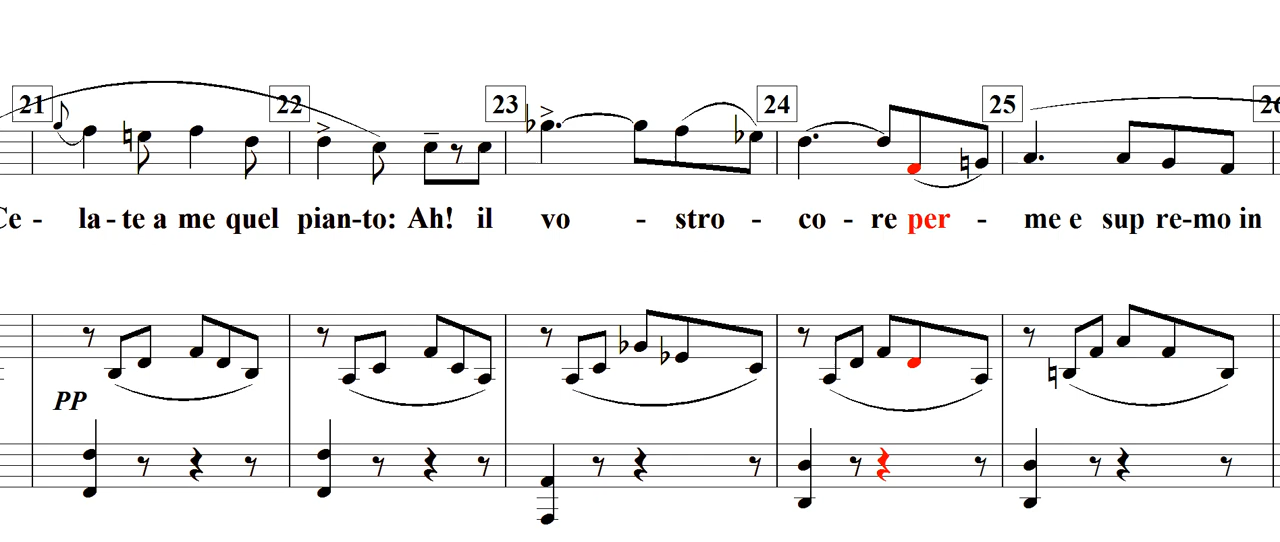 21 22 23 24 25 26
Ce - la - te a me quel pian-to: Ah! il vo - stro - co - re per - me e sup re-mo in
PP